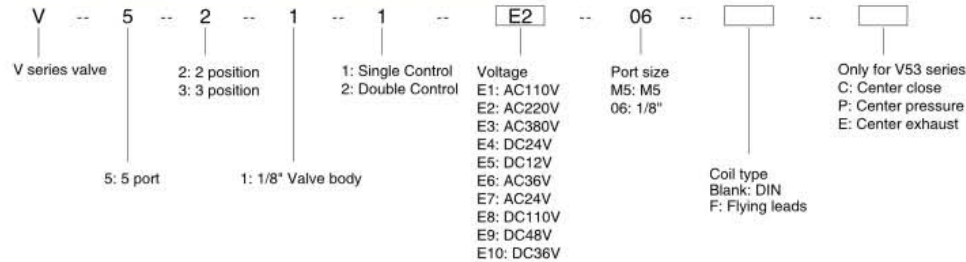 V -- 5 -- 2 -- 1 -- 1 -- E2 -- 06 -- --
V series valve
5: 5 port
2: 2 position
3: 3 position
1: 1/8" Valve body
1: Single Control
2: Double Control
Voltage
E1: AC110V
E2: AC220V
E3: AC380V
E4: DC24V
E5: DC12V
E6: AC36V
E7: AC24V
E8: DC110V
E9: DC48V
E10: DC36V
Port size
M5: M5
06: 1/8"
Coil type
Blank: DIN
F: Flying leads
Only for V53 series
C: Center close
P: Center pressure
E: Center exhaust